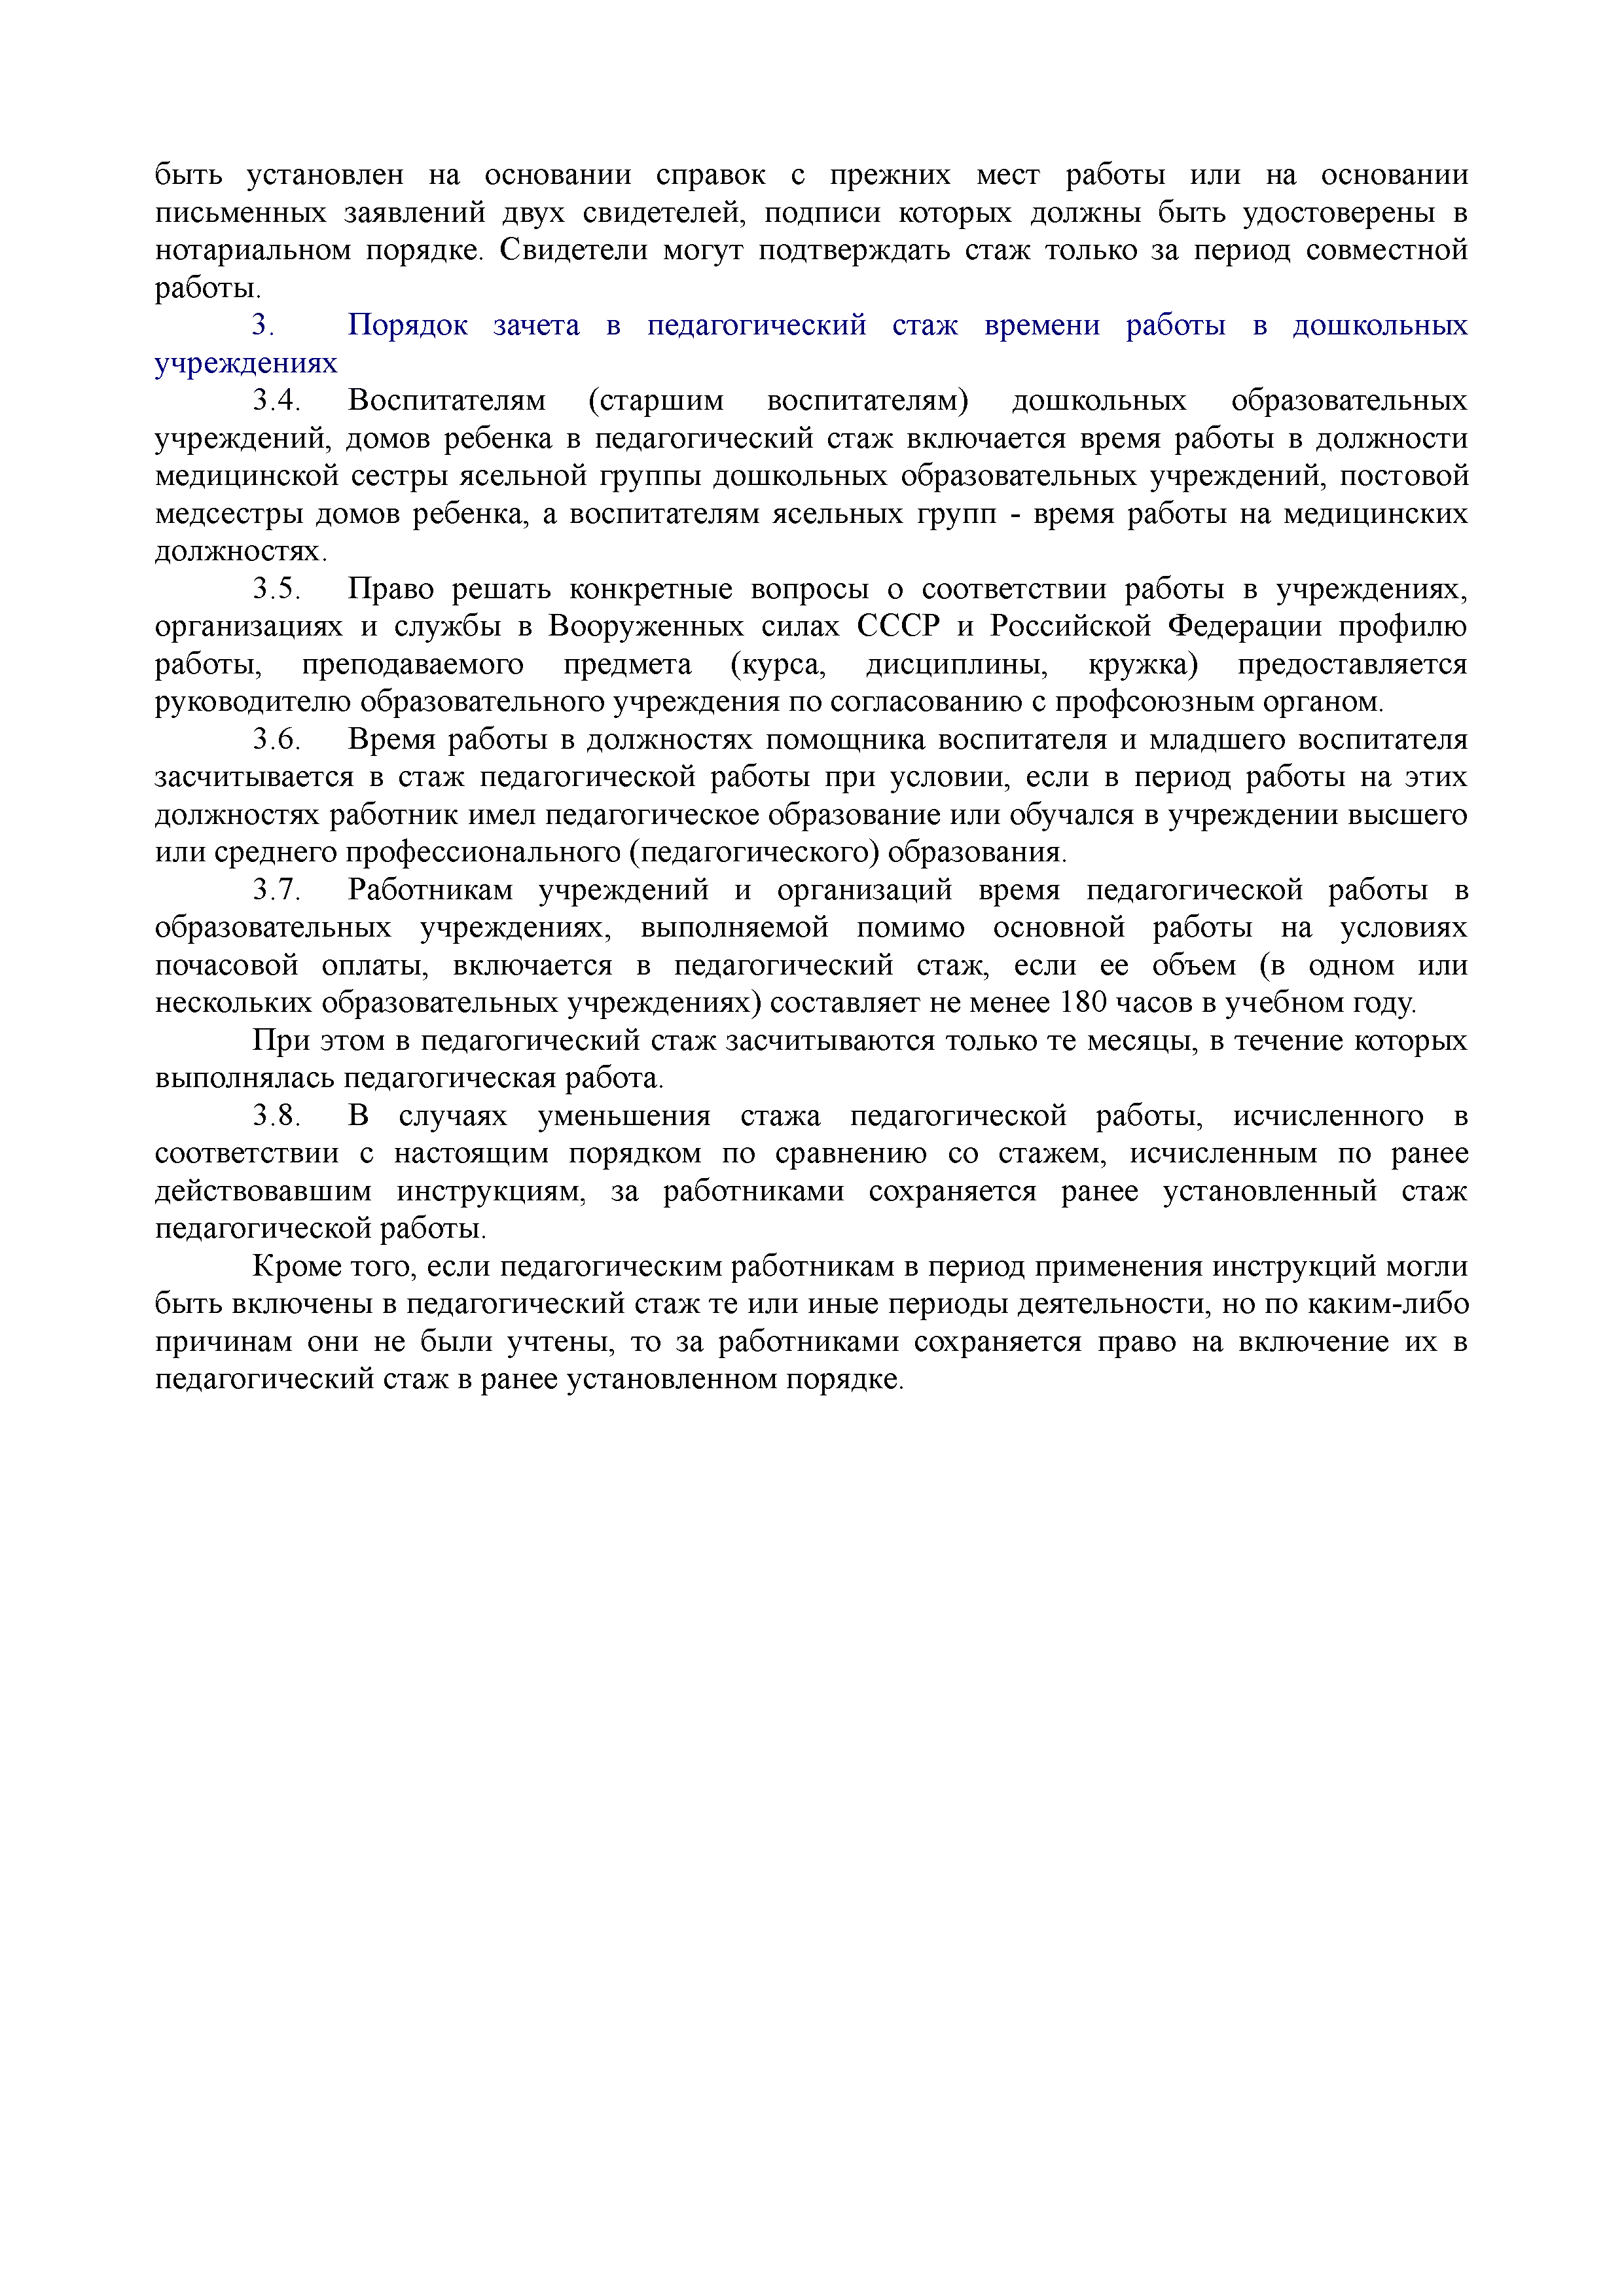 быть установлен на основании справок с прежних мест работы или на основании
письменных заявлений двух свидетелей, подписи которых должны быть удостоверены в
нотариальном порядке. Свидетели могут подтверждать стаж только за период совместной
работы.
3. Порядок зачета в педагогический стаж времени работы в дошкольных
учреждениях
3.4. Воспитателям (старшим воспитателям) дошкольных образовательных
учреждений, домов ребенка в педагогический стаж включается время работы в должности
медицинской сестры ясельной группы дошкольных образовательных учреждений, постовой
медсестры домов ребенка, а воспитателям ясельных групп - время работы на медицинских
должностях.
3.5. Право решать конкретные вопросы о соответствии работы в учреждениях,
организациях и службы в Вооруженных силах СССР и Российской Федерации профилю
работы, преподаваемого предмета (курса, дисциплины, кружка) предоставляется
руководителю образовательного учреждения по согласованию с профсоюзным органом.
3.6. Время работы в должностях помощника воспитателя и младшего воспитателя
засчитывается в стаж педагогической работы при условии, если в период работы на этих
должностях работник имел педагогическое образование или обучался в учреждении высшего
или среднего профессионального (педагогического) образования.
3.7. Работникам учреждений и организаций время педагогической работы в
образовательных учреждениях, выполняемой помимо основной работы на условиях
почасовой оплаты, включается в педагогический стаж, если ее объем (в одном или
нескольких образовательных учреждениях) составляет не менее 180 часов в учебном году.
При этом в педагогический стаж засчитываются только те месяцы, в течение которых
выполнялась педагогическая работа.
3.8. В случаях уменьшения стажа педагогической работы, исчисленного в
соответствии с настоящим порядком по сравнению со стажем, исчисленным по ранее
действовавшим инструкциям, за работниками сохраняется ранее установленный стаж
педагогической работы.
Кроме того, если педагогическим работникам в период применения инструкций могли
быть включены в педагогический стаж те или иные периоды деятельности, но по каким-либо
причинам они не были учтены, то за работниками сохраняется право на включение их в
педагогический стаж в ранее установленном порядке.